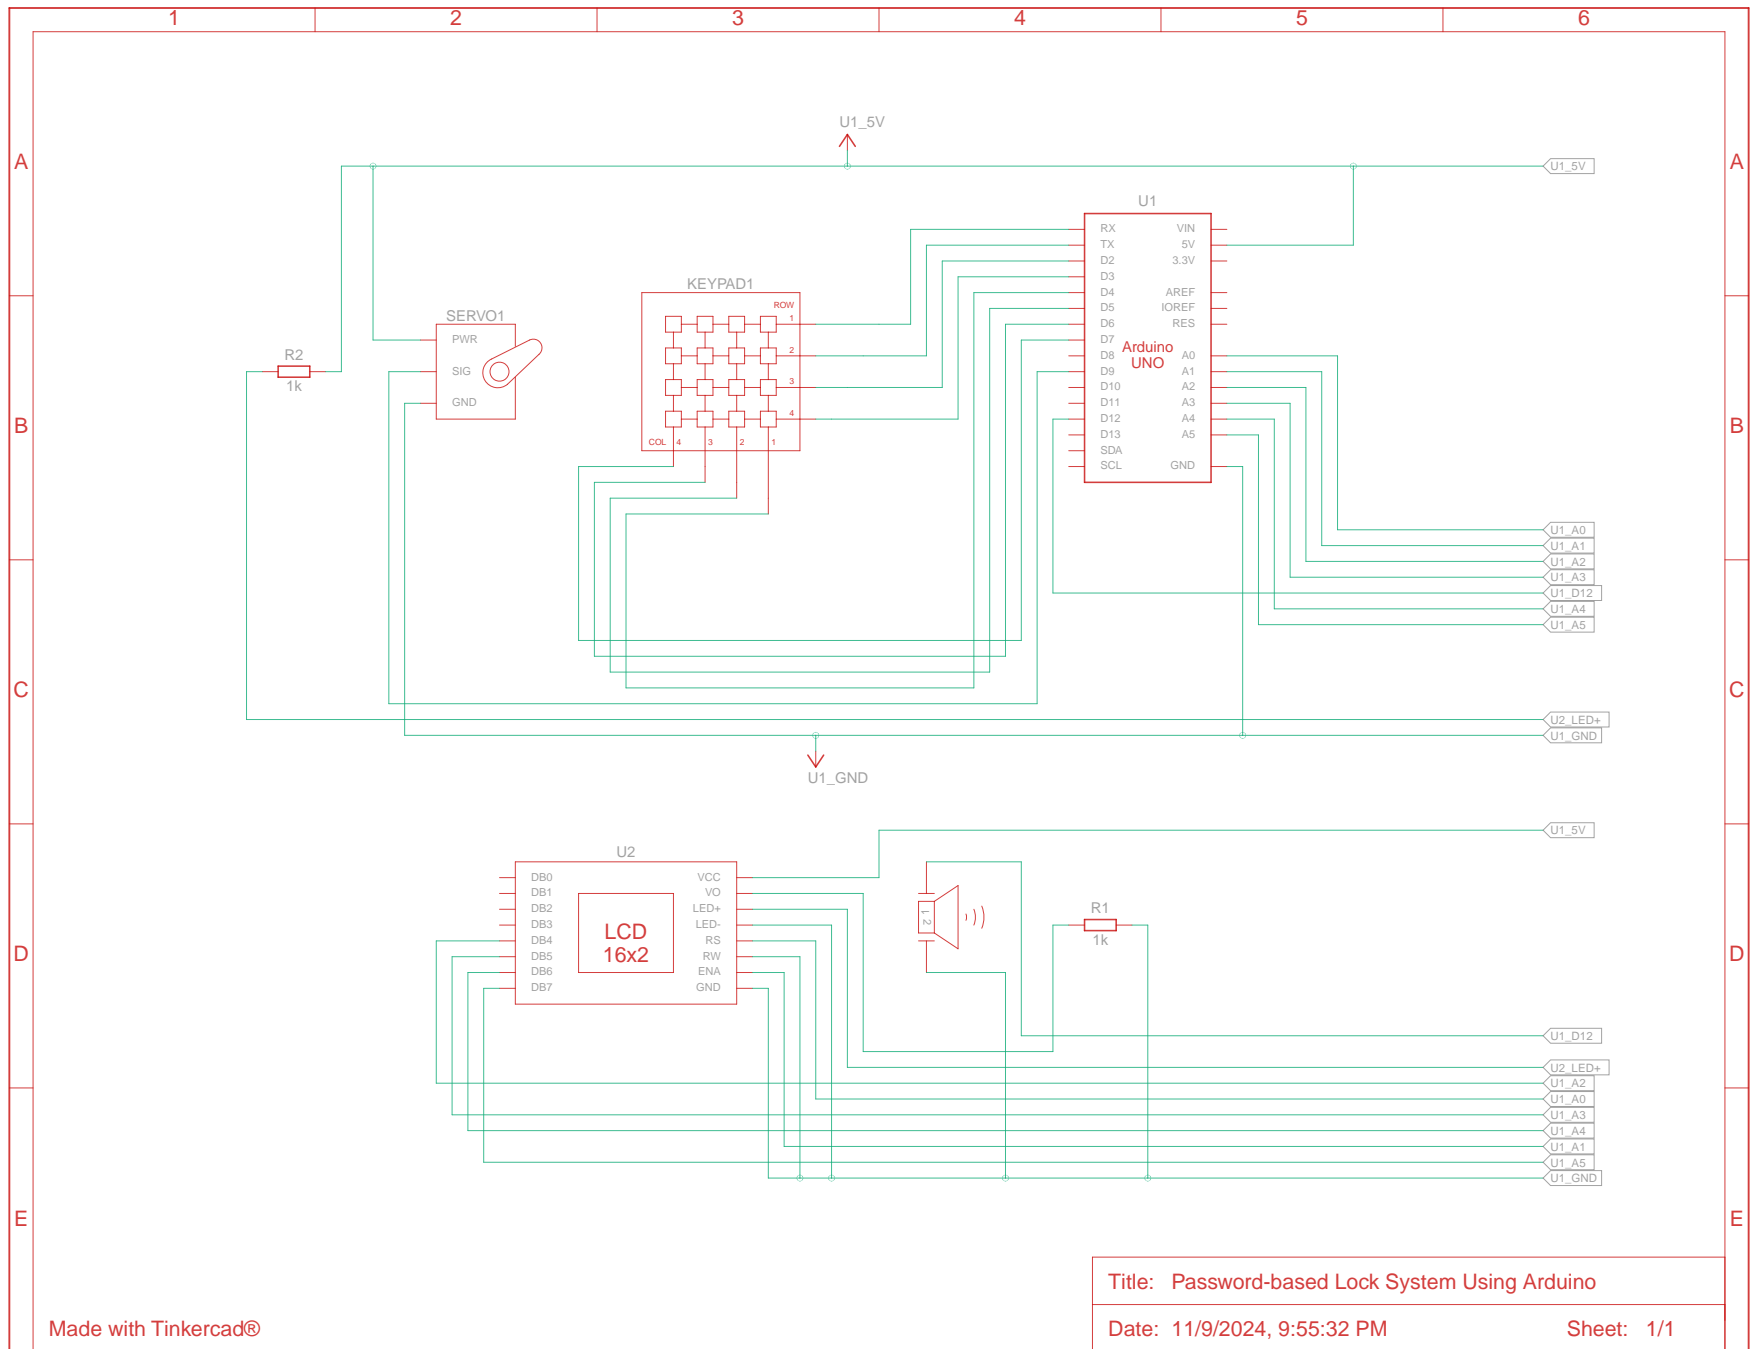 1 2 3 4 5 6
U1_5V
A U1_5V A
U1
RX VIN
TX 5V
D2 3.3V
D3
D4 AREF
D5 IOREF
D6 RES
D7
Arduino
UNO
D8 A0
D9 A1
D10 A2
D11 A3
D12 A4
D13 A5
SDA
SCL GND
KEYPAD1
ROW
1
2
3
4
COL 4 3 2 1
SERVO1
PWR
SIG
GND
R2
1k
B B
U1_A0
U1_A1
U1_A2
U1_A3
U1_D12
U1_A4
U1_A5
C C
U2_LED+
U1_GND
U1_GND
U1_5V
U2
DB0 VCC
DB1 VO
DB2 LED+
DB3 LED-
DB4 RS
DB5 RW
DB6 ENA
DB7 GND
LCD
16x2
1 2
R1
1k
D D
U1_D12
U2_LED+
U1_A2
U1_A0
U1_A3
U1_A4
U1_A1
U1_A5
U1_GND
E E
Title: Password-based Lock System Using Arduino
Made with Tinkercad®
Date: 11/9/2024, 9:55:32 PM Sheet: 1/1